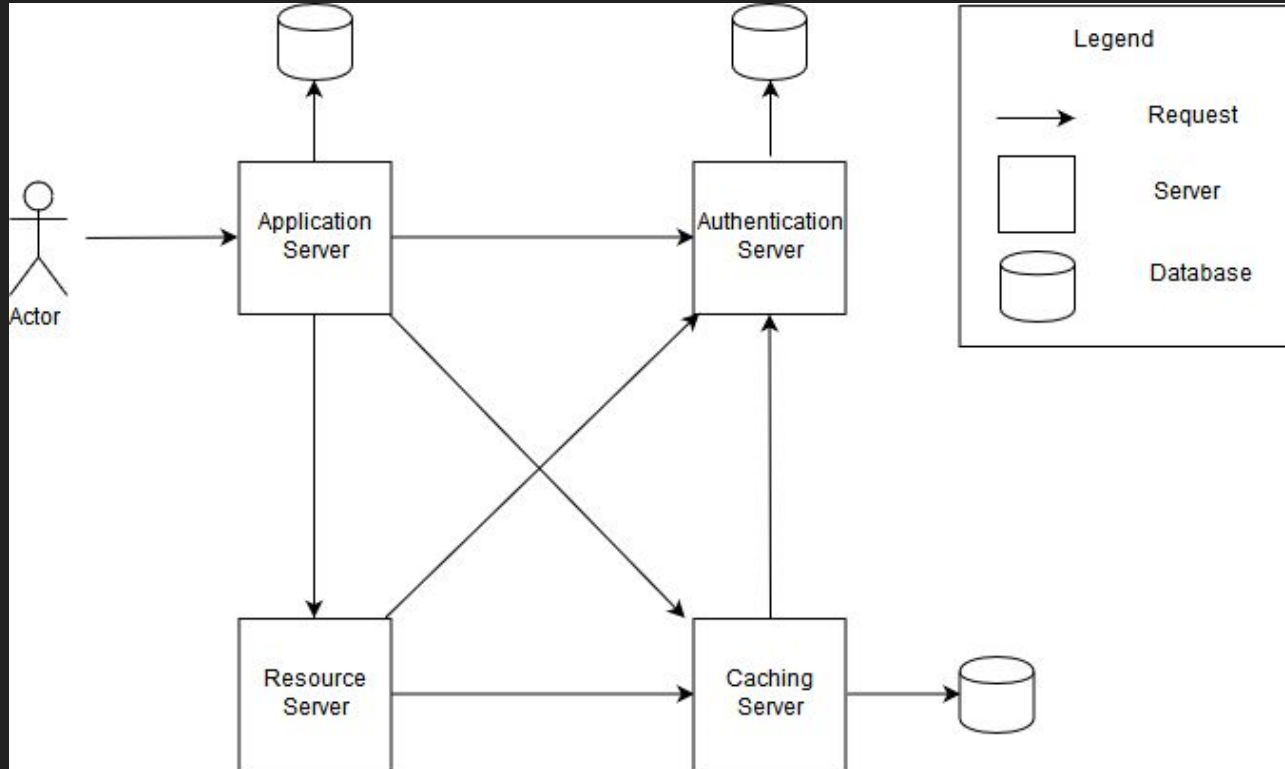 Legend
Request
Server
Database
Application
Server
Authentication
Server
Actor
Resource
Server
Caching
Server